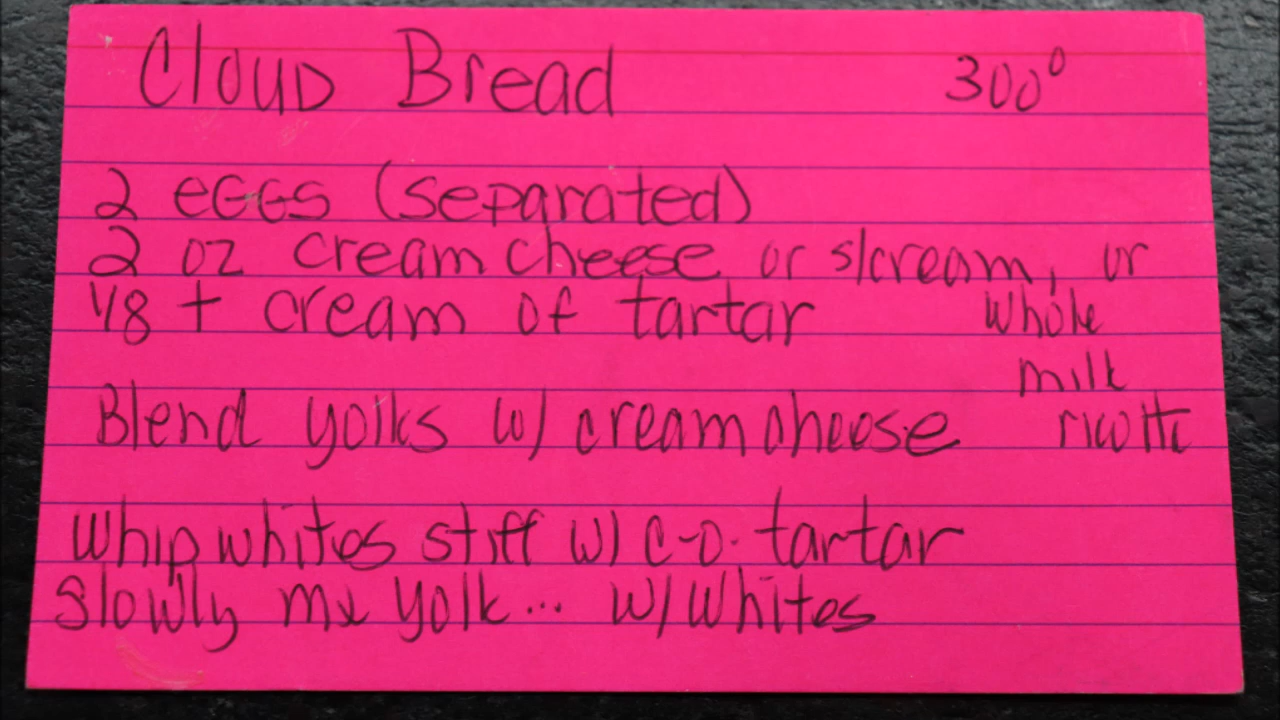 Cloud Bread 300°
2 eggs (separated)
2 oz cream cheese or s/cream, or
1/8 t cream of tartar whole
milk
Blend yolks w/ cream cheese ricotta
Whip whites stiff w/ c-o. tartar
Slowly mx yolk... w/ whites